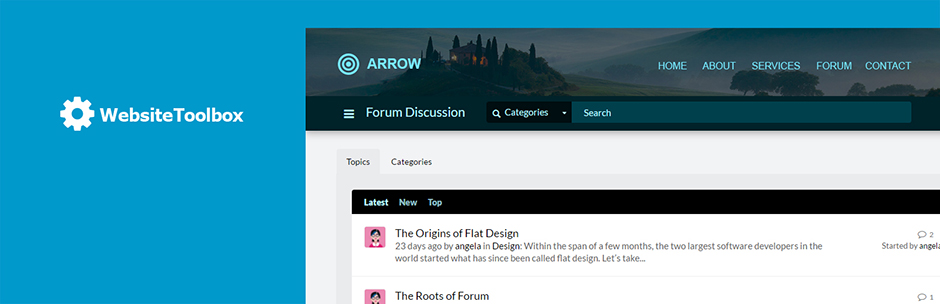 WebsiteToolbox
ARROW
HOME ABOUT SERVICES FORUM CONTACT
Forum Discussion Categories Search
Topics Categories
Latest New Top
The Origins of Flat Design
2
23 days ago by angela in Design: Within the span of a few months, the two largest software developers in the
Started by angela
world started what has since been called flat design. Let's take...
The Roots of Forum
1